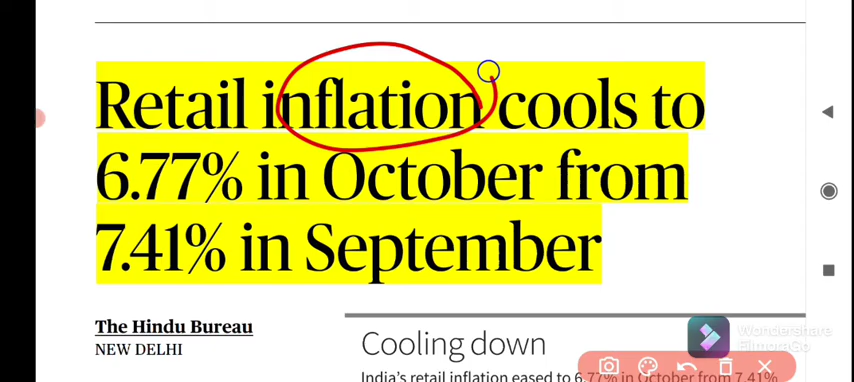 Retail inflation cools to
6.77% in October from
7.41% in September
The Hindu Bureau
NEW DELHI
Cooling down
India's retail inflation eased to 6.77% in October from 7.41%
Wondershare
FilmoraGo